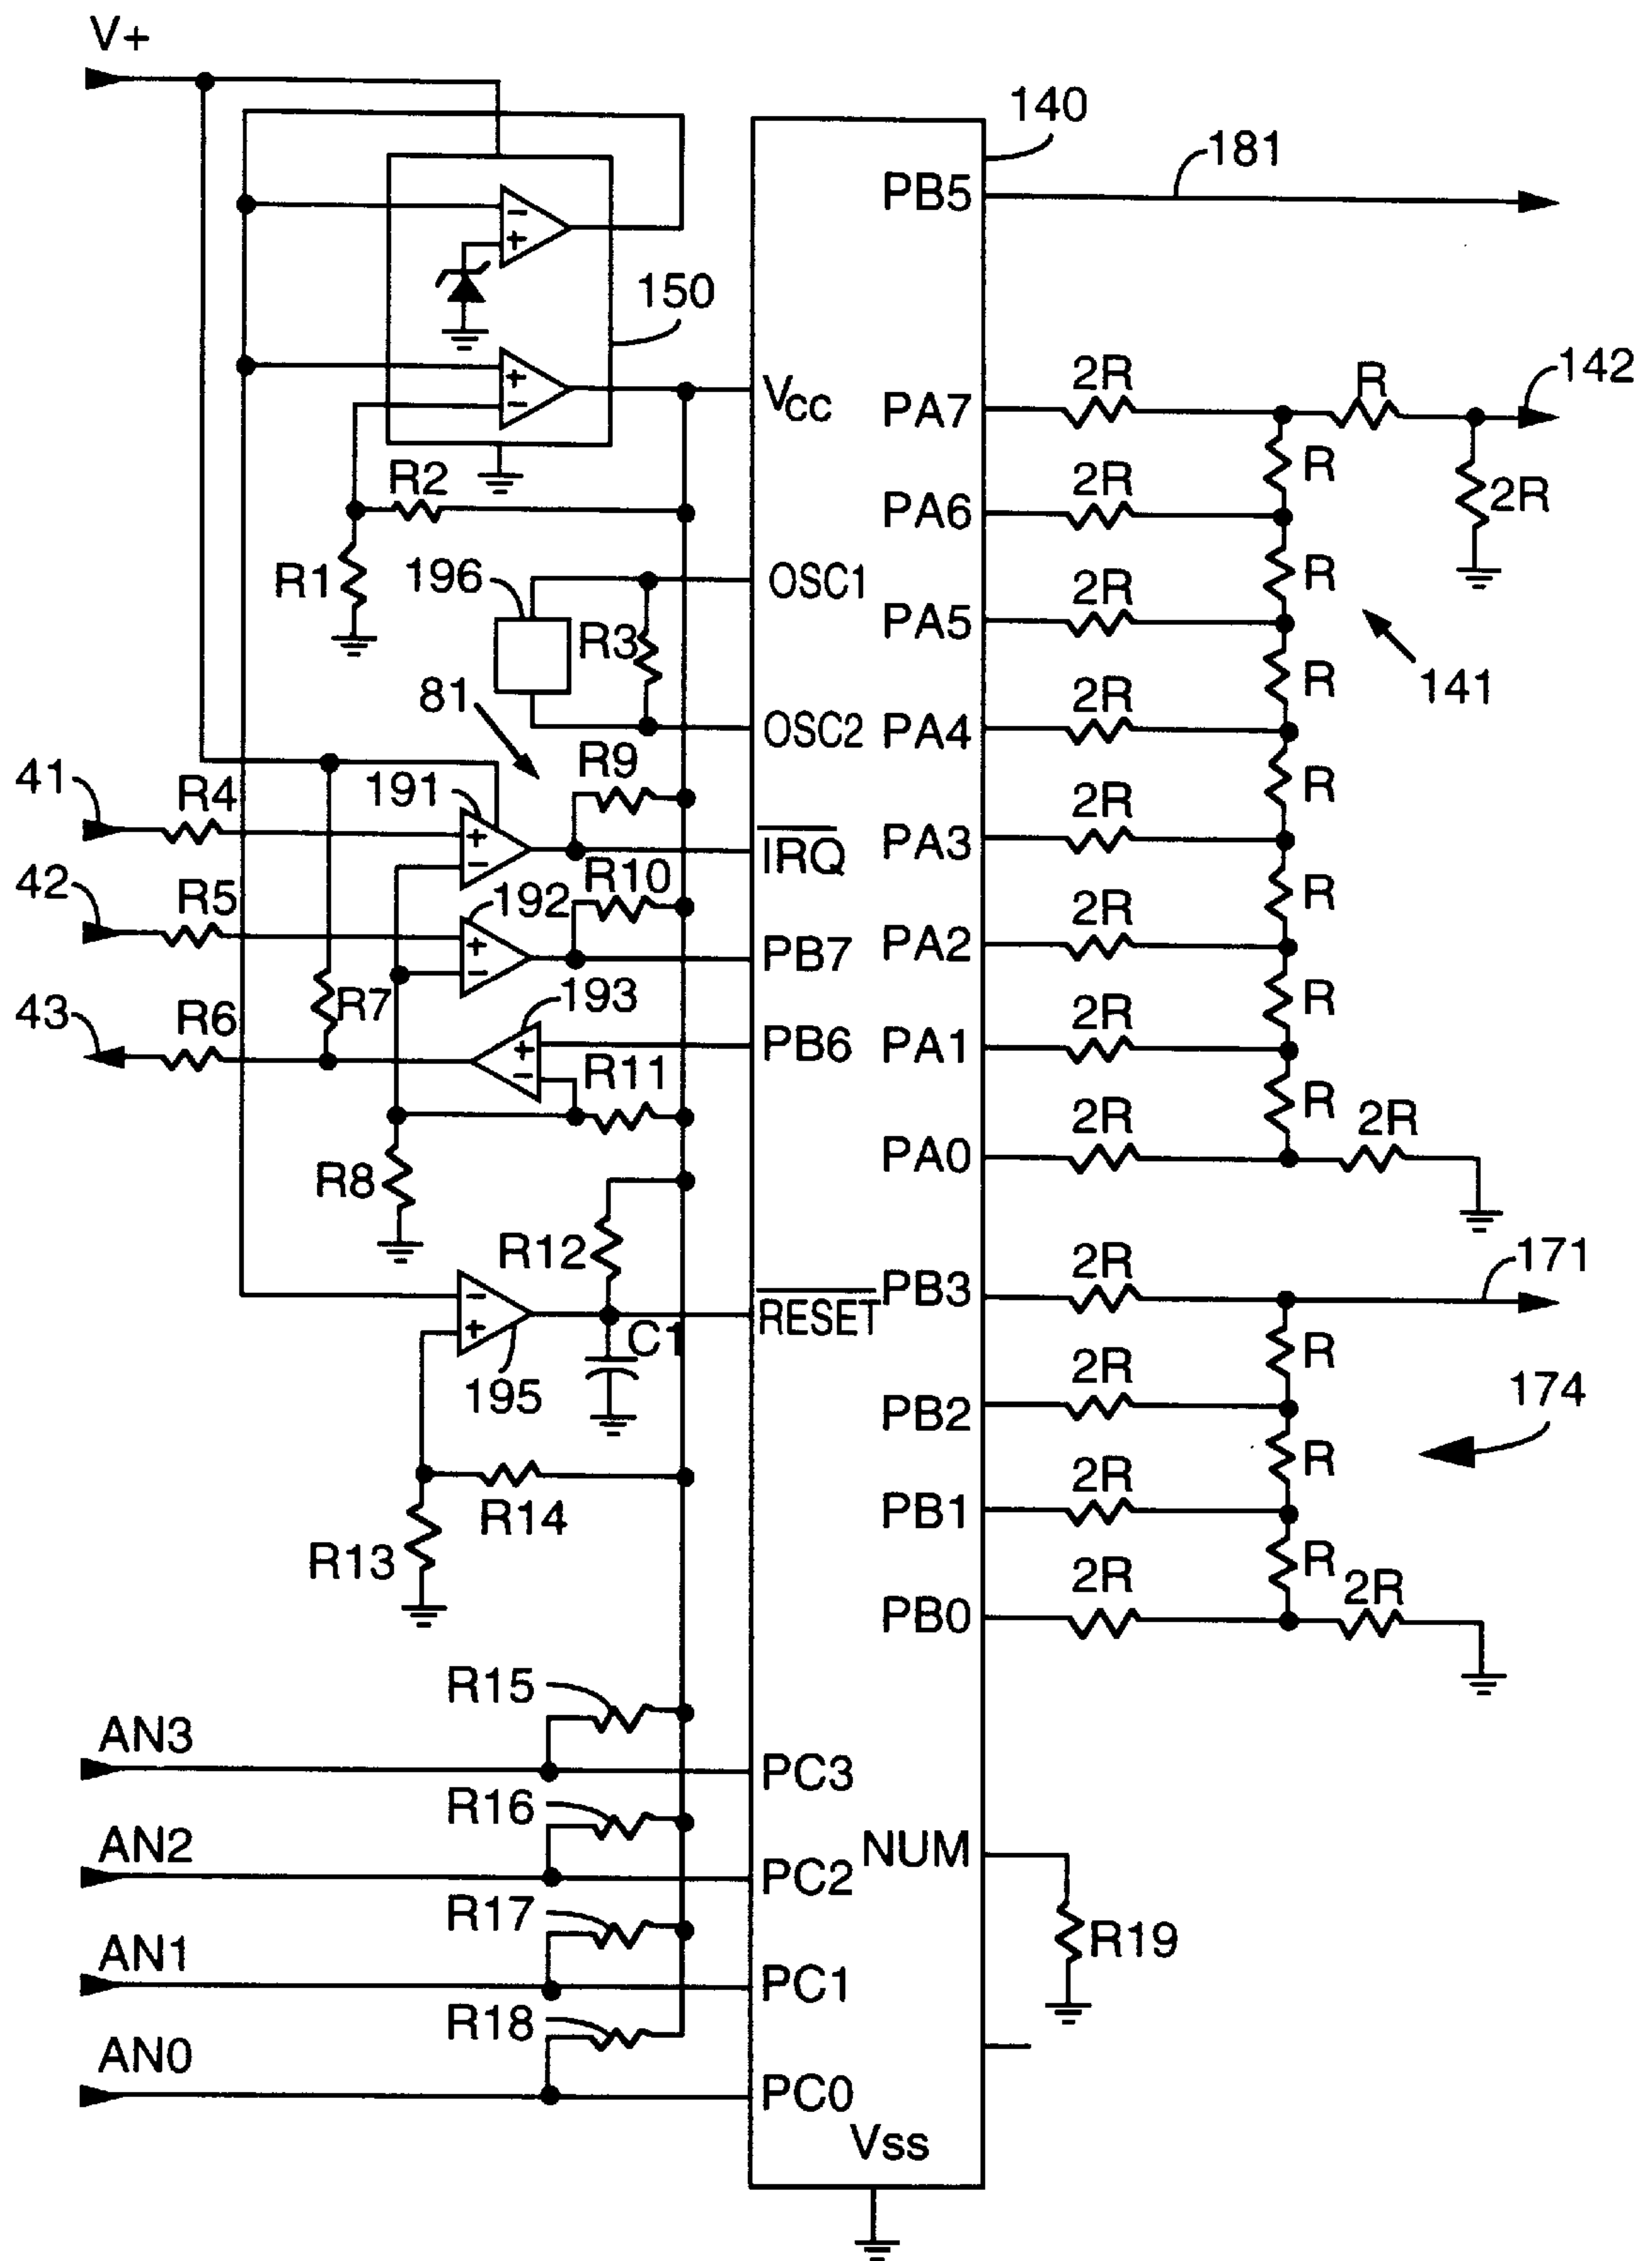 V+
140
PB5
181
150
VCC
PA7
2R
R
142
R2
R
2R
PA6
2R
R1
196
OSC1
R
R3
PA5
2R
141
81
R
OSC2
PA4
2R
41
R4
191
R9
R
IRQ
PA3
2R
42
R5
192
R10
R
PB7
PA2
2R
43
R6
R7
193
R
PB6
PA1
2R
R11
R
R8
PA0
2R
2R
R12
PB3
2R
171
RESET
C1
R
195
PB2
2R
174
R
R14
PB1
2R
R13
R
PB0
2R
2R
R15
AN3
PC3
R16
AN2
PC2
NUM
R17
R19
AN1
PC1
R18
AN0
PC0
Vss